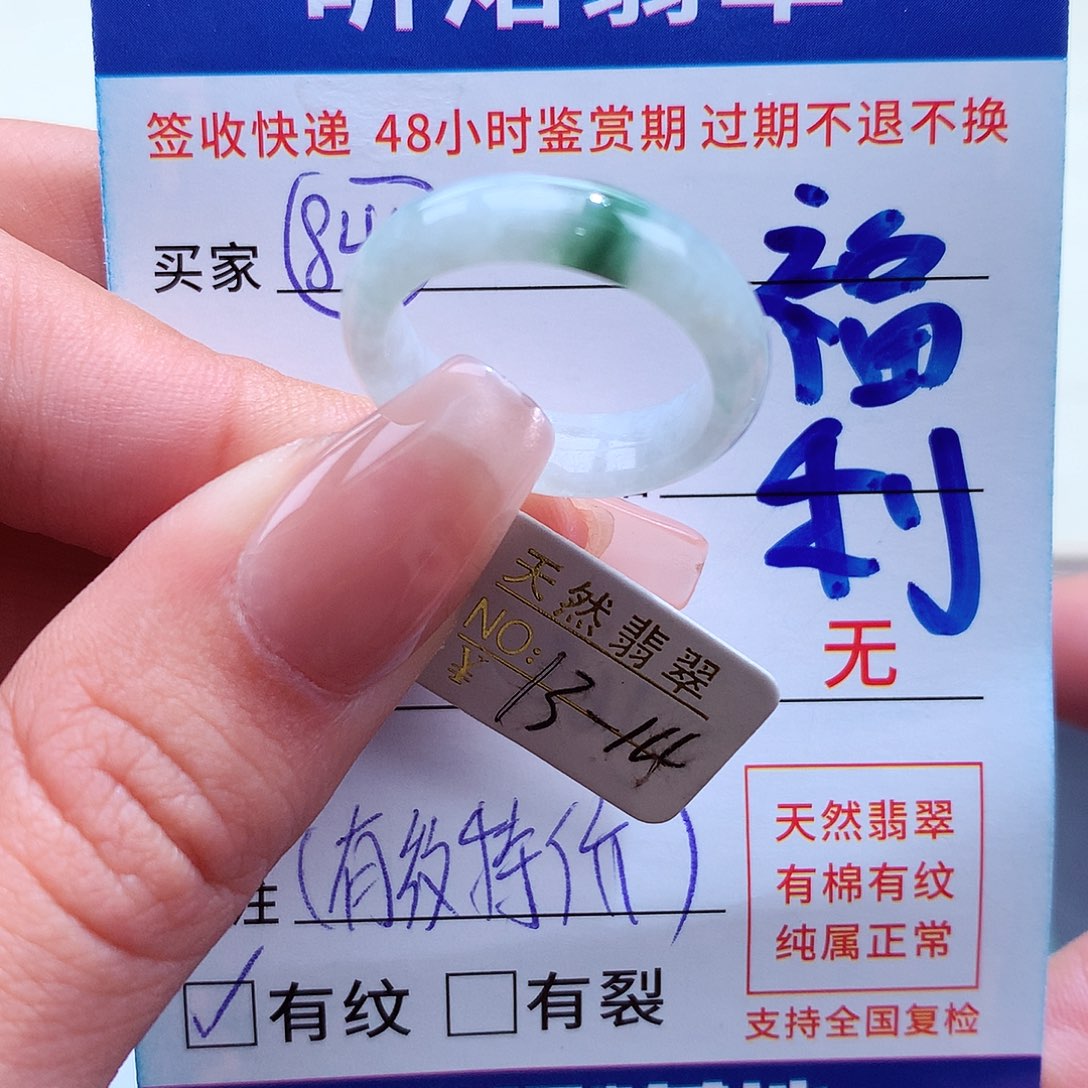 签收快递 48小时鉴赏期 过期不退不换
买家
福
利
无
天然翡翠
NO:
13-144
(有纹特价)
天然翡翠
有棉有纹
纯属正常
✓有纹 □有裂
支持全国复检